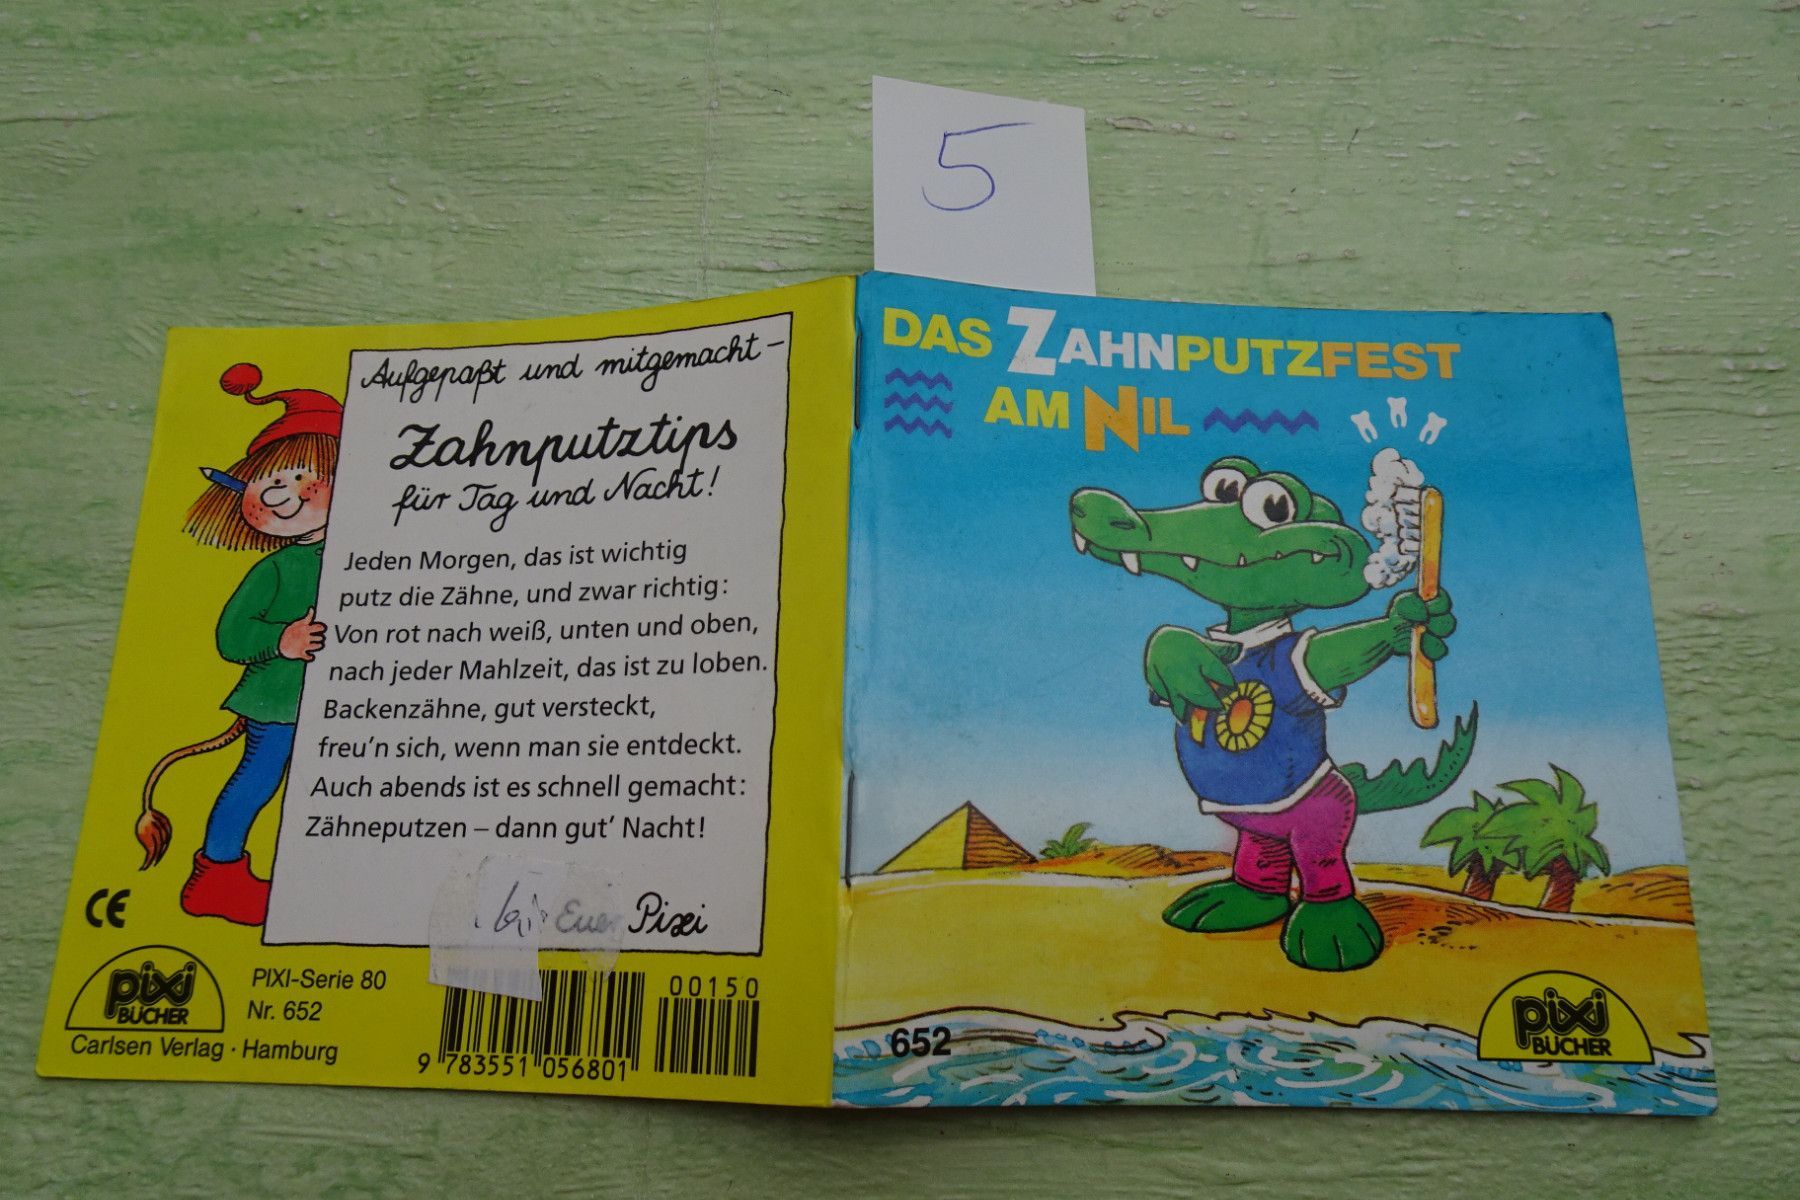 5
Aufgepaßt und mitgemacht –
Zahnputztips
für Tag und Nacht!
Jeden Morgen, das ist wichtig
putz die Zähne, und zwar richtig:
Von rot nach weiß, unten und oben,
nach jeder Mahlzeit, das ist zu loben.
Backenzähne, gut versteckt,
freu'n sich, wenn man sie entdeckt.
Auch abends ist es schnell gemacht:
Zähneputzen – dann gut' Nacht!
Euer Pixi
CE
pixi
BÜCHER
PIXI-Serie 80
Nr. 652
Carlsen Verlag · Hamburg
00150
9 783551 056801
DAS ZAHNPUTZFEST
AM NIL
652
pixi
BÜCHER